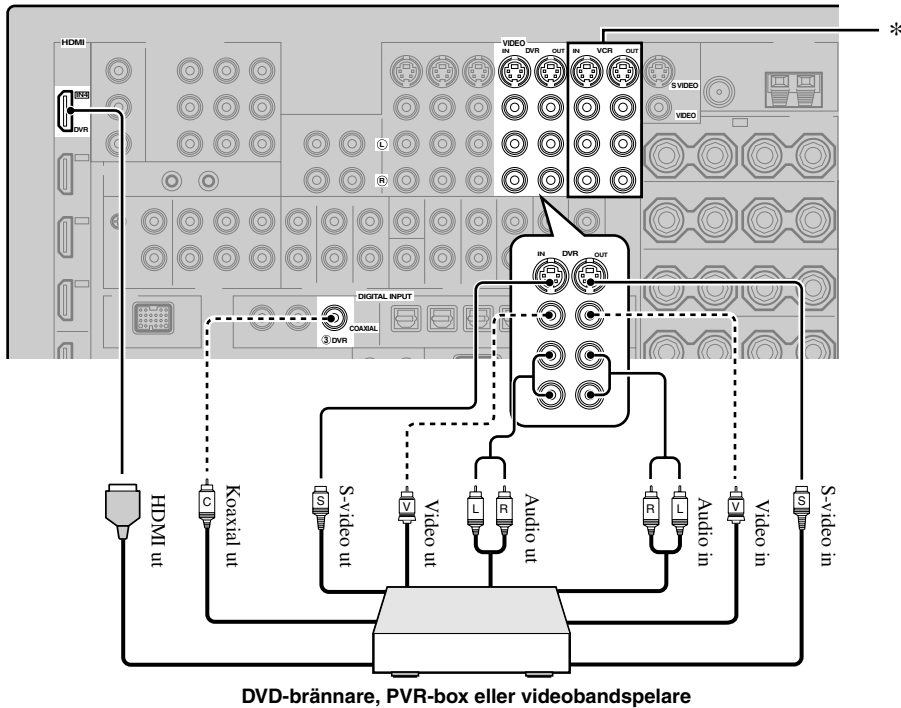 *
HDMI
VIDEO
IN DVR OUT
IN VCR OUT
S VIDEO
VIDEO
IN4
DVR
L
R
IN DVR OUT
DIGITAL INPUT
COAXIAL
③ DVR
HDMI ut
C
Koaxial ut
S
S-video ut
V
Video ut
L R
Audio ut
R L
Audio in
V
Video in
S
S-video in
DVD-brännare, PVR-box eller videobandspelare